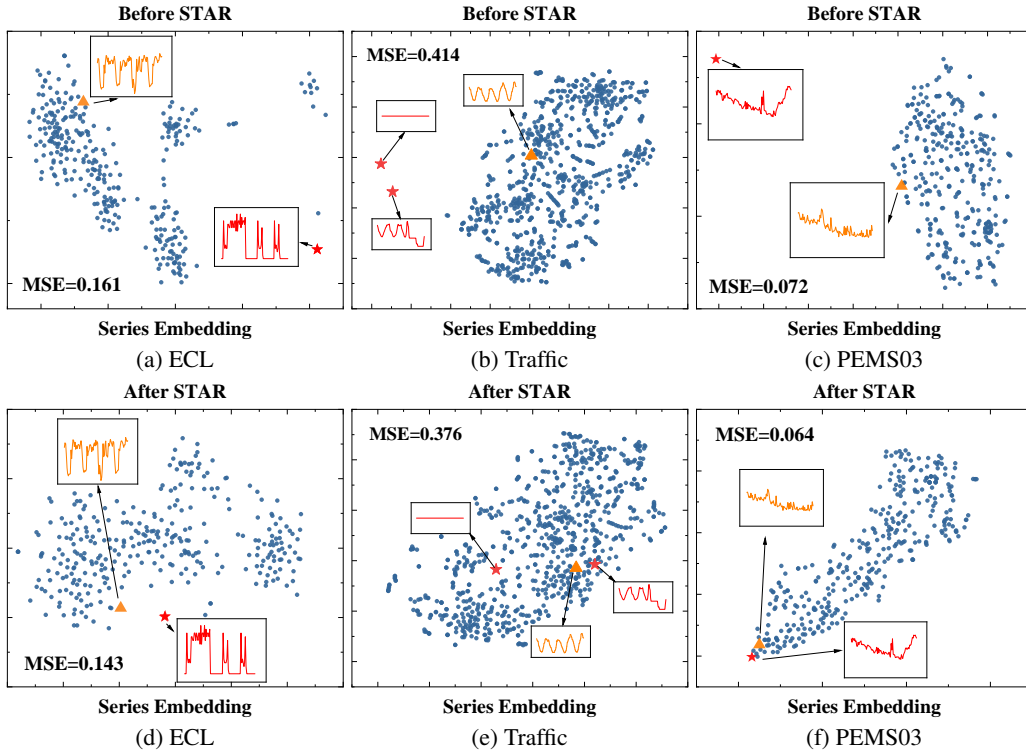 Before STAR
Before STAR
Before STAR
MSE=0.161
MSE=0.414
MSE=0.072
Series Embedding
Series Embedding
Series Embedding
(a) ECL
(b) Traffic
(c) PEMS03
After STAR
After STAR
After STAR
MSE=0.143
MSE=0.376
MSE=0.064
Series Embedding
Series Embedding
Series Embedding
(d) ECL
(e) Traffic
(f) PEMS03